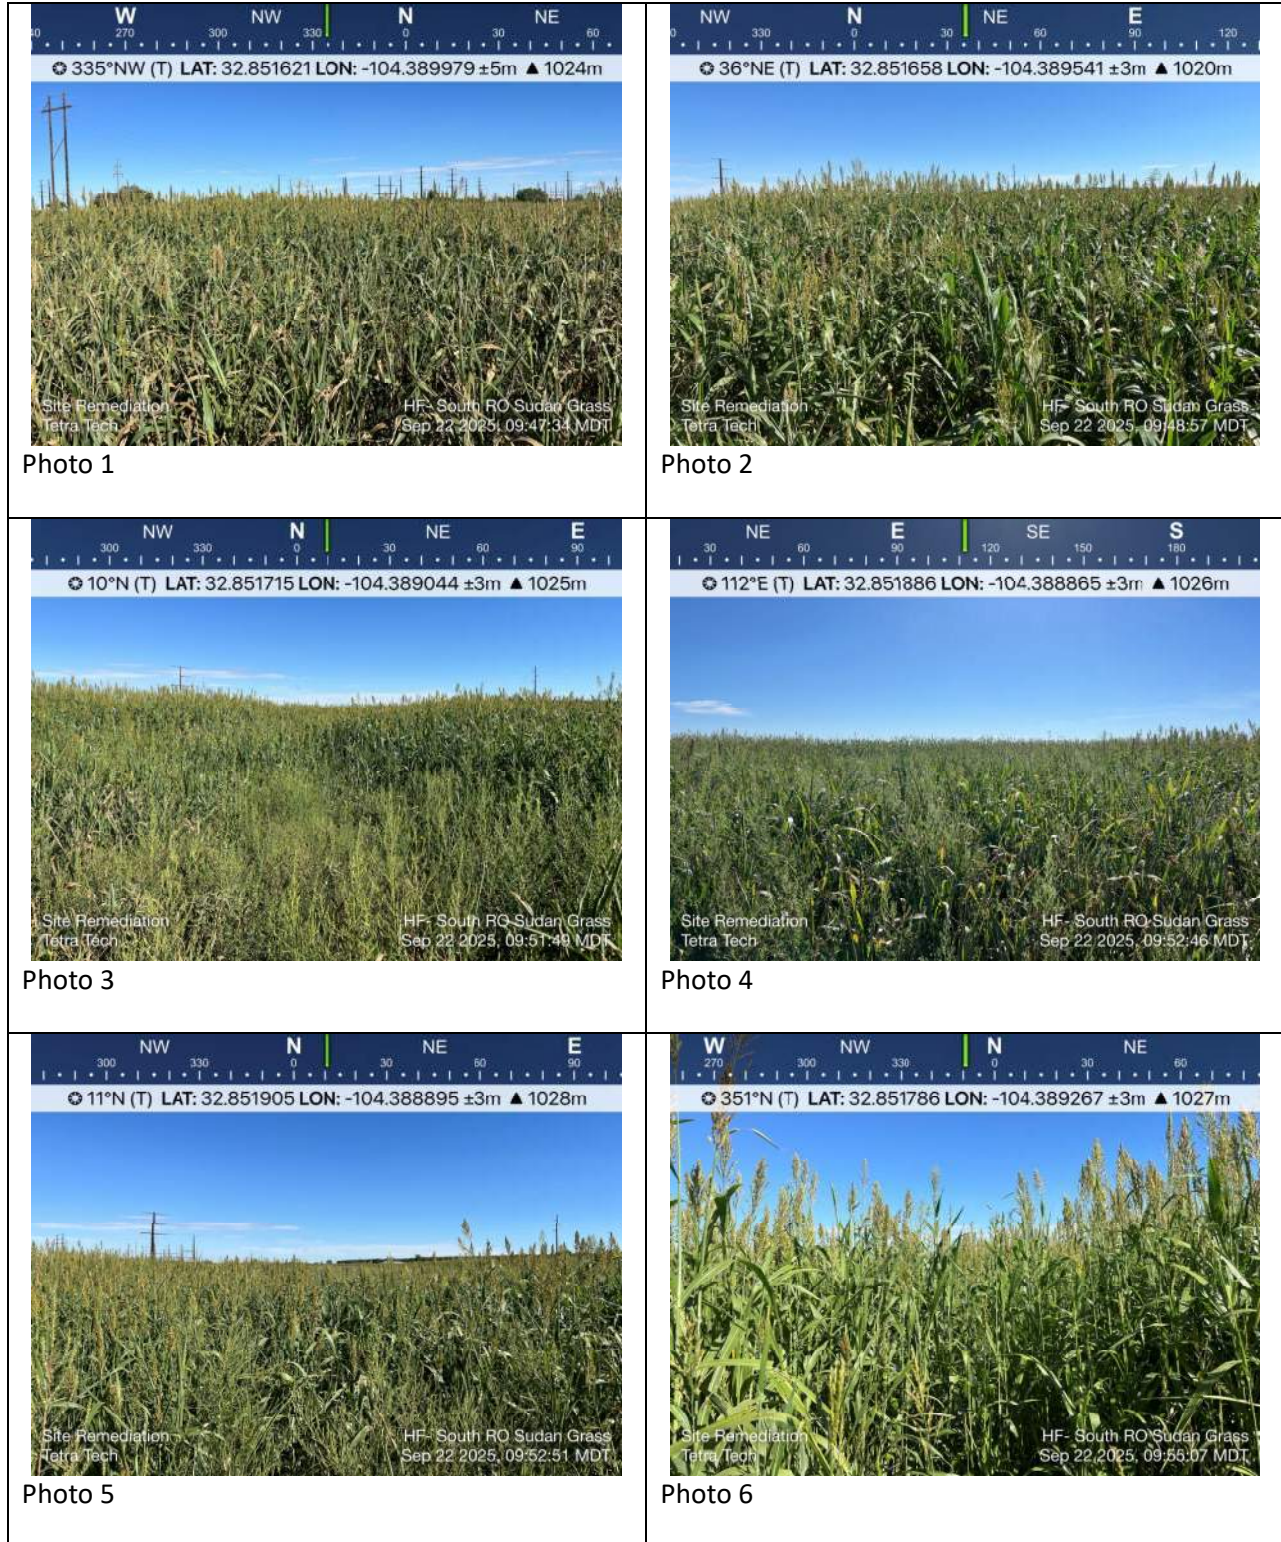 W NW N NE
40 270 300 330 0 30 60
335°NW (T) LAT: 32.851621 LON: -104.389979 ±5m ▲ 1024m
Site Remediation
Tetra Tech
HF- South RO Sudan Grass
Sep 22 2025, 09:47:34 MDT
Photo 1
NW N NE E
0 330 0 30 60 90 120
36°NE (T) LAT: 32.851658 LON: -104.389541 ±3m ▲ 1020m
Site Remediation
Tetra Tech
HF- South RO Sudan Grass
Sep 22 2025, 09:48:57 MDT
Photo 2
NW N NE E
300 330 0 30 60 90
10°N (T) LAT: 32.851715 LON: -104.389044 ±3m ▲ 1025m
Site Remediation
Tetra Tech
HF- South RO Sudan Grass
Sep 22 2025, 09:51:49 MDT
Photo 3
NE E SE S
30 60 90 120 150 180
112°E (T) LAT: 32.851886 LON: -104.388865 ±3m ▲ 1026m
Site Remediation
Tetra Tech
HF- South RO Sudan Grass
Sep 22 2025, 09:52:46 MDT
Photo 4
NW N NE E
300 330 0 30 60 90
11°N (T) LAT: 32.851905 LON: -104.388895 ±3m ▲ 1028m
Site Remediation
Tetra Tech
HF- South RO Sudan Grass
Sep 22 2025, 09:52:51 MDT
Photo 5
W NW N NE
270 300 330 0 30 60
351°N (T) LAT: 32.851786 LON: -104.389267 ±3m ▲ 1027m
Site Remediation
Tetra Tech
HF- South RO Sudan Grass
Sep 22 2025, 09:55:07 MDT
Photo 6